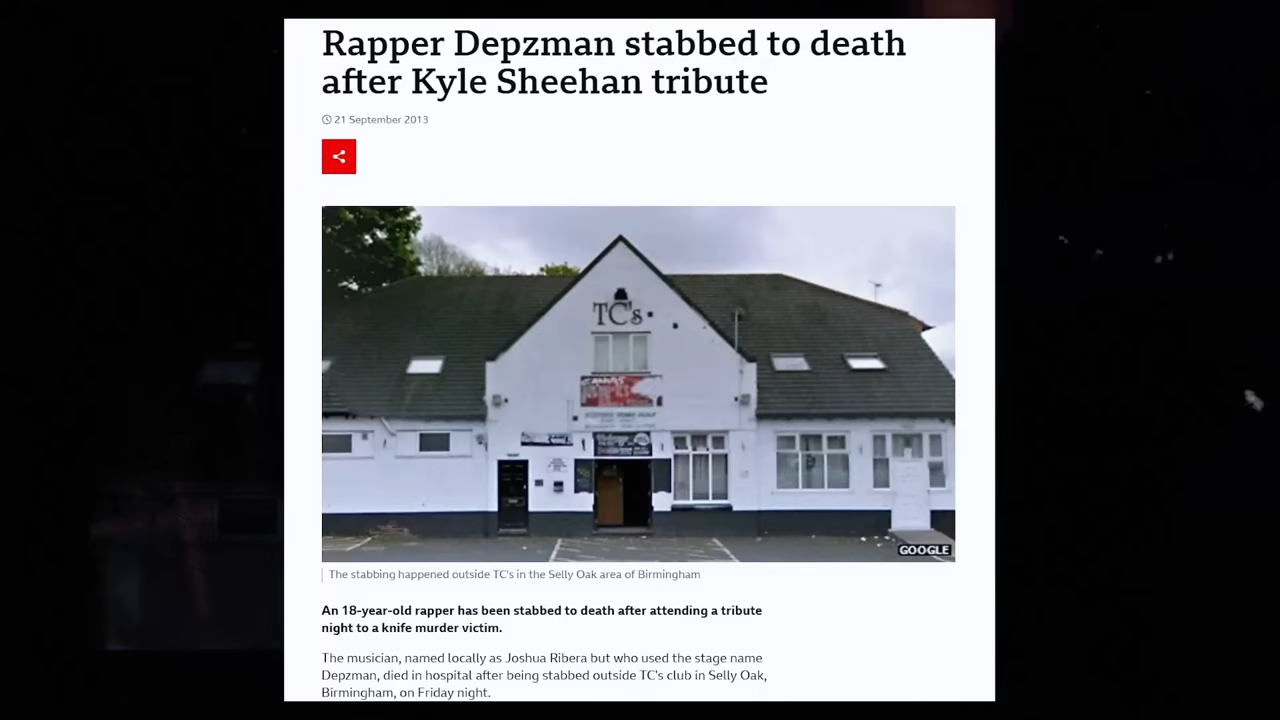 Rapper Depzman stabbed to death
after Kyle Sheehan tribute
21 September 2013
TC's
GOOGLE
The stabbing happened outside TC's in the Selly Oak area of Birmingham
An 18-year-old rapper has been stabbed to death after attending a tribute
night to a knife murder victim.
The musician, named locally as Joshua Ribera but who used the stage name
Depzman, died in hospital after being stabbed outside TC's club in Selly Oak,
Birmingham, on Friday night.